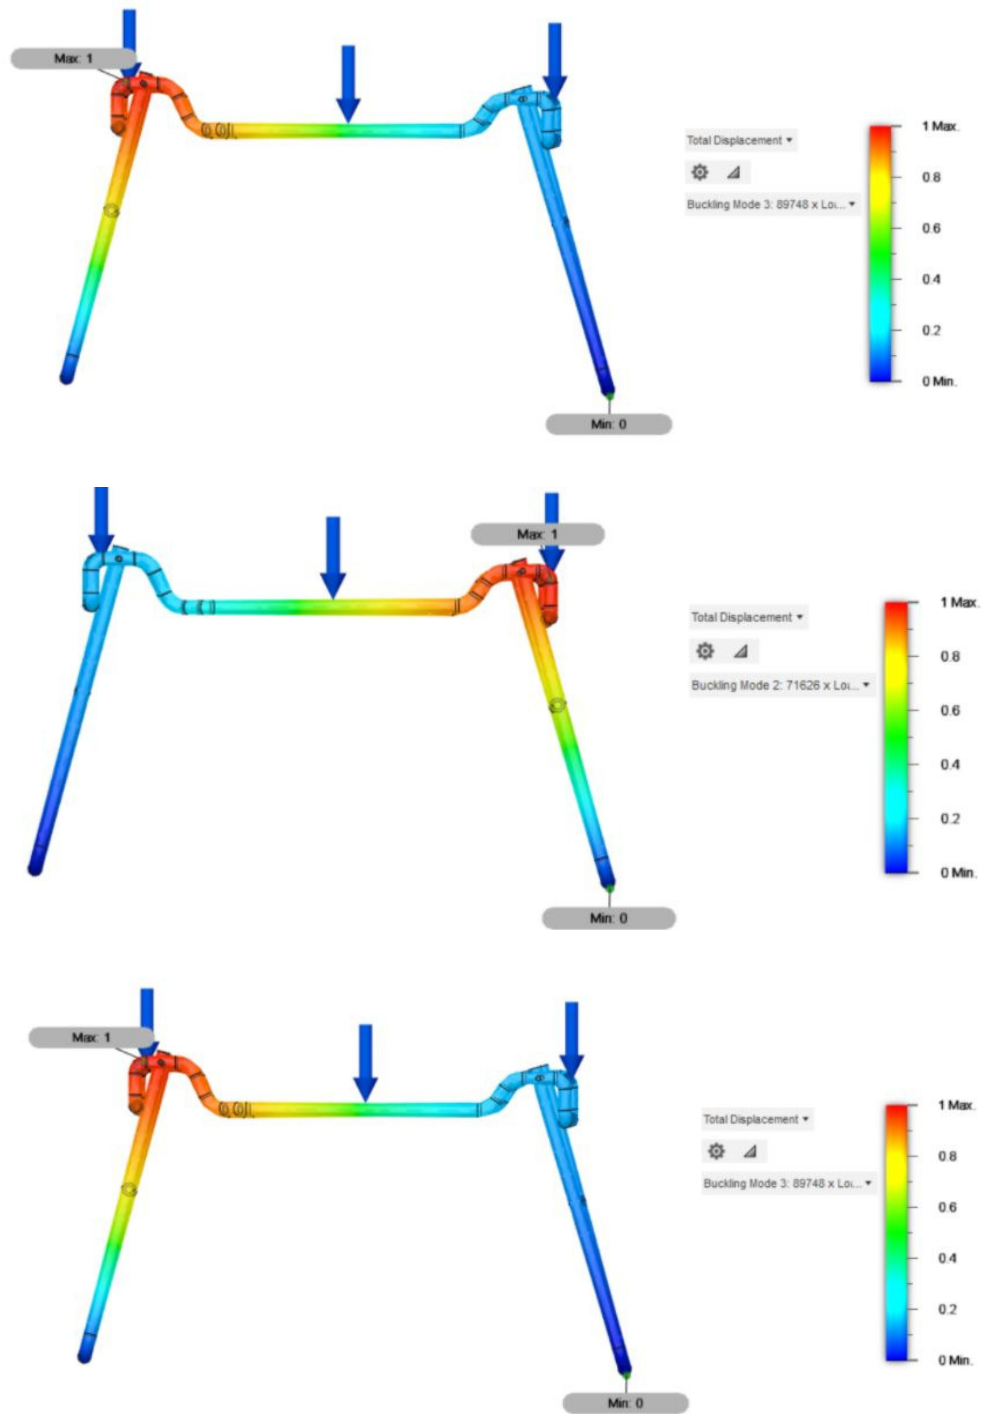 Max: 1
Total Displacement
Buckling Mode 3: 89748 x Loa...
1 Max.
0.8
0.6
0.4
0.2
0 Min.
Min: 0
Max: 1
Total Displacement
Buckling Mode 2: 71626 x Loa...
1 Max.
0.8
0.6
0.4
0.2
0 Min.
Min: 0
Max: 1
Total Displacement
Buckling Mode 3: 89748 x Loa...
1 Max.
0.8
0.6
0.4
0.2
0 Min.
Min: 0